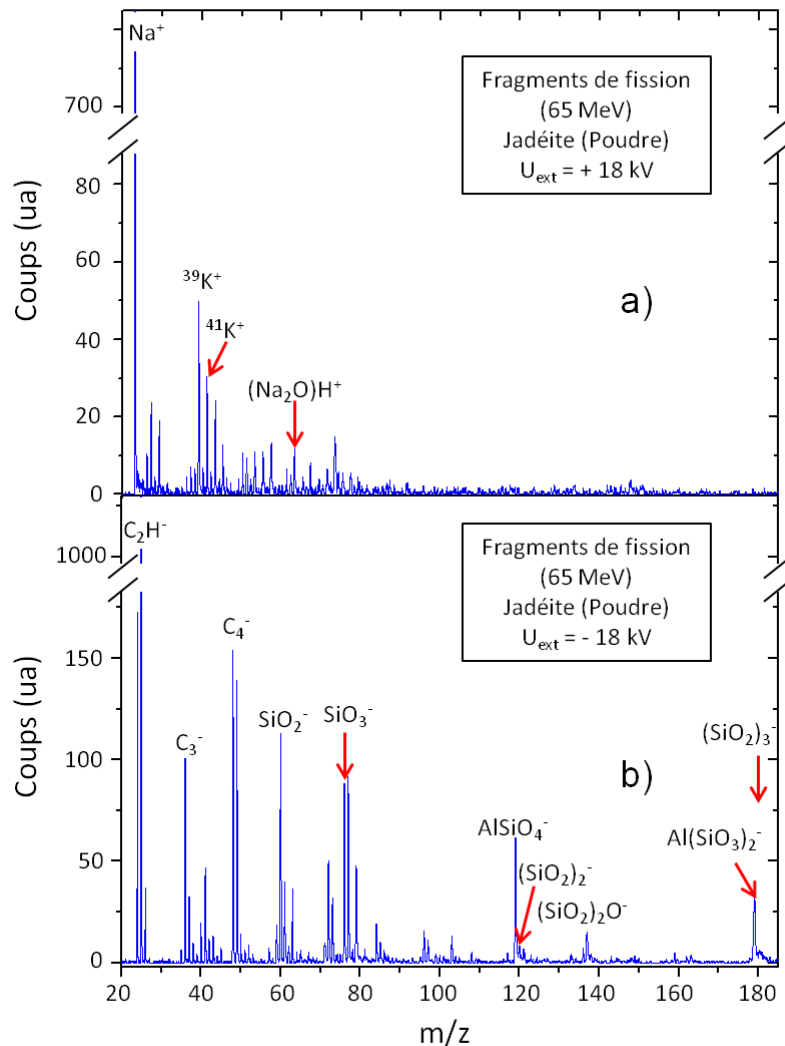 Na⁺
700
Fragments de fission
(65 MeV)
Jadéite (Poudre)
U_ext = + 18 kV
80
60
40
20
0
Coups (ua)
³⁹K⁺
⁴¹K⁺
(Na₂O)H⁺
a)
C₂H⁻
1000
Fragments de fission
(65 MeV)
Jadéite (Poudre)
U_ext = - 18 kV
150
100
50
0
Coups (ua)
C₄⁻
C₃⁻
SiO₂⁻
SiO₃⁻
(SiO₂)₃⁻
b)
AlSiO₄⁻
Al(SiO₃)₂⁻
(SiO₂)₂⁻
(SiO₂)₂O⁻
20 40 60 80 100 120 140 160 180
m/z